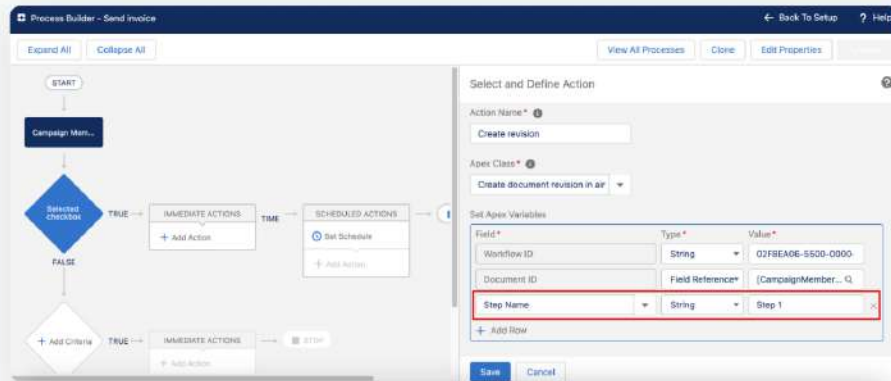 Process Builder - Send invoice
← Back To Setup
? Help
Expand All
Collapse All
View All Processes
Clone
Edit Properties
START
Campaign Mem...
Selected checkbox
TRUE
IMMEDIATE ACTIONS
+ Add Action
TIME
SCHEDULED ACTIONS
Set Schedule
+ Add Action
FALSE
+ Add Criteria
TRUE
IMMEDIATE ACTIONS
+ Add Action
STOP
Select and Define Action
Action Name*
Create revision
Apex Class*
Create document revision in air
Set Apex Variables
Field* Type* Value*
Workflow ID String 02F8EA06-5500-0000-
Document ID Field Reference [CampaignMember...
Step Name String Step 1
+ Add Row
Save Cancel